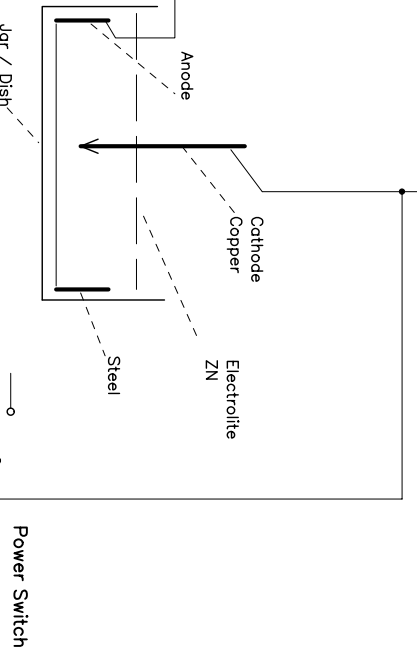 Jar / Dish
Anode
Cathode
Copper
Electrolite
ZN
Steel
Power Switch